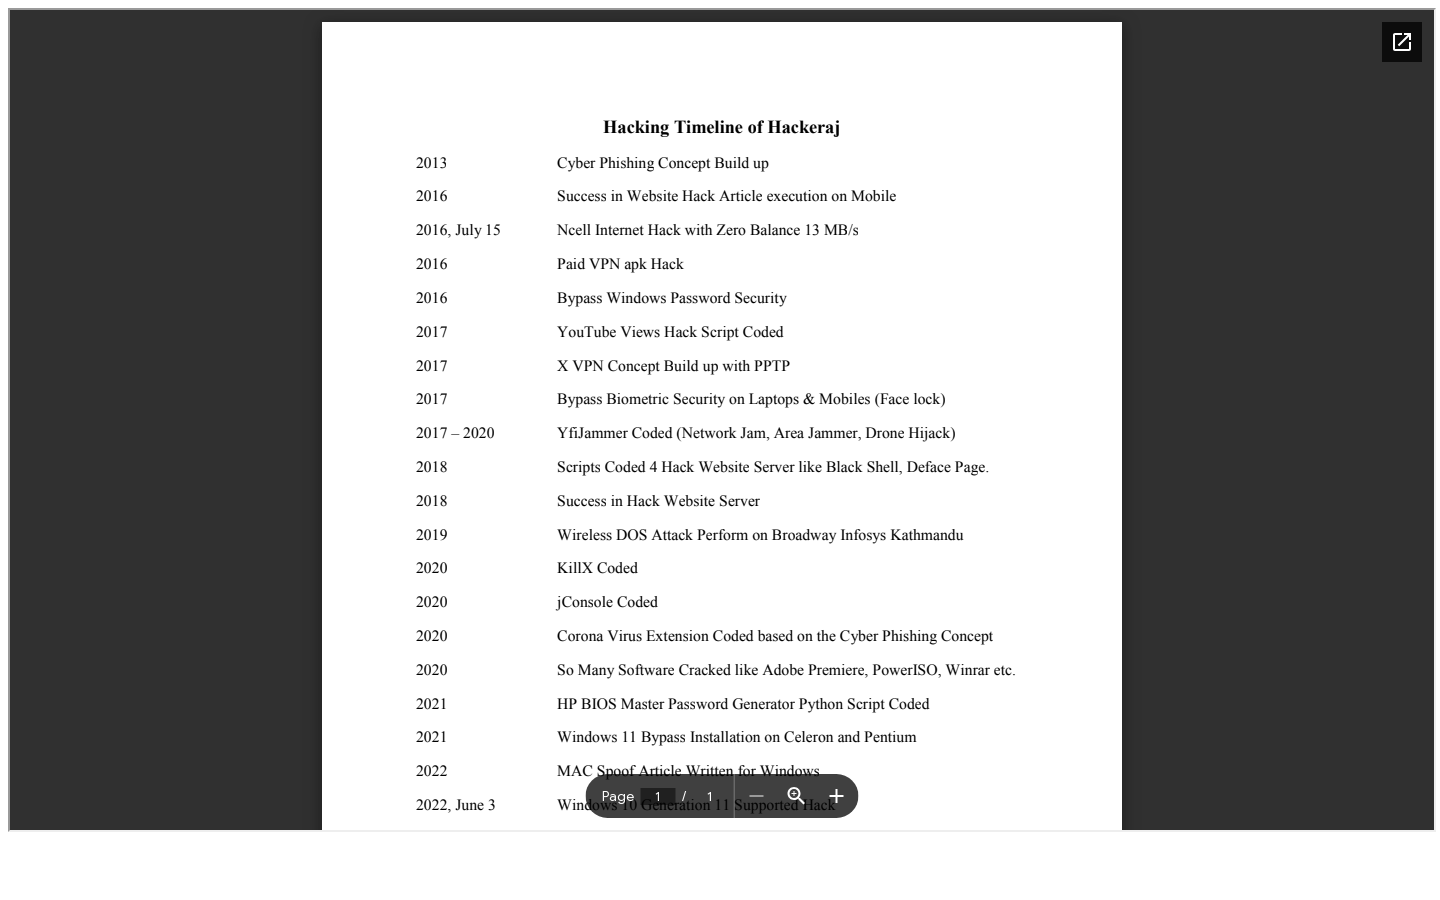 Hacking Timeline of Hackeraj
2013 Cyber Phishing Concept Build up
2016 Success in Website Hack Article execution on Mobile
2016, July 15 Ncell Internet Hack with Zero Balance 13 MB/s
2016 Paid VPN apk Hack
2016 Bypass Windows Password Security
2017 YouTube Views Hack Script Coded
2017 X VPN Concept Build up with PPTP
2017 Bypass Biometric Security on Laptops & Mobiles (Face lock)
2017 – 2020 YfiJammer Coded (Network Jam, Area Jammer, Drone Hijack)
2018 Scripts Coded 4 Hack Website Server like Black Shell, Deface Page.
2018 Success in Hack Website Server
2019 Wireless DOS Attack Perform on Broadway Infosys Kathmandu
2020 KillX Coded
2020 jConsole Coded
2020 Corona Virus Extension Coded based on the Cyber Phishing Concept
2020 So Many Software Cracked like Adobe Premiere, PowerISO, Winrar etc.
2021 HP BIOS Master Password Generator Python Script Coded
2021 Windows 11 Bypass Installation on Celeron and Pentium
2022 MAC Spoof Article Written for Windows
2022, June 3 Windows 10 Generation 11 Supported Hack
Page 1 / 1